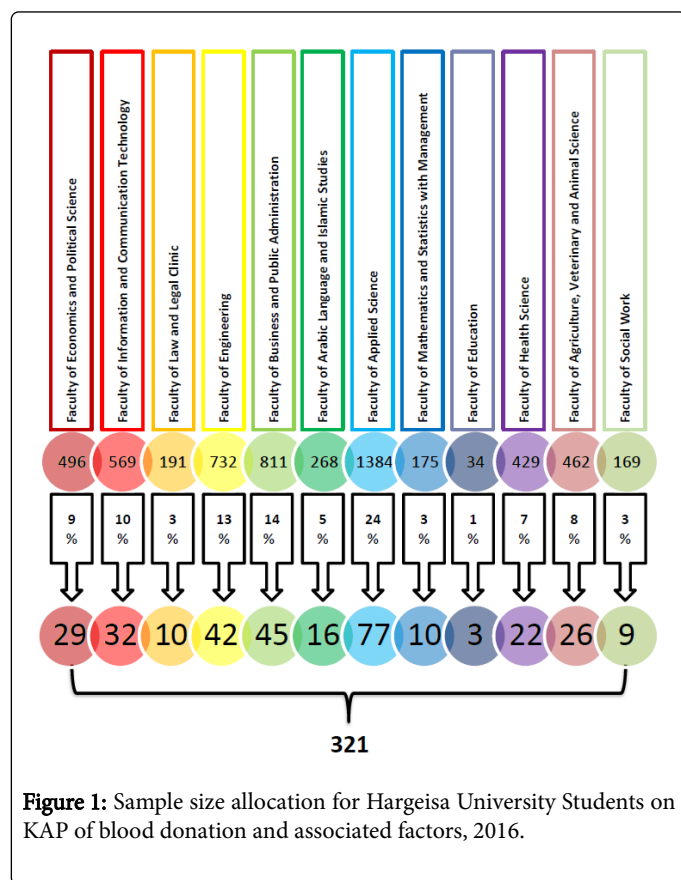 Faculty of Economics and Political Science
Faculty of Information and Communication Technology
Faculty of Law and Legal Clinic
Faculty of Engineering
Faculty of Business and Public Administration
Faculty of Arabic Language and Islamic Studies
Faculty of Applied Science
Faculty of Mathematics and Statistics with Management
Faculty of Education
Faculty of Health Science
Faculty of Agriculture, Veterinary and Animal Science
Faculty of Social Work
496 569 191 732 811 268 1384 175 34 429 462 169
9 10 3 13 14 5 24 3 1 7 8 3
% % % % % % % % % % % %
29 32 10 42 45 16 77 10 3 22 26 9
321
Figure 1: Sample size allocation for Hargeisa University Students on
KAP of blood donation and associated factors, 2016.